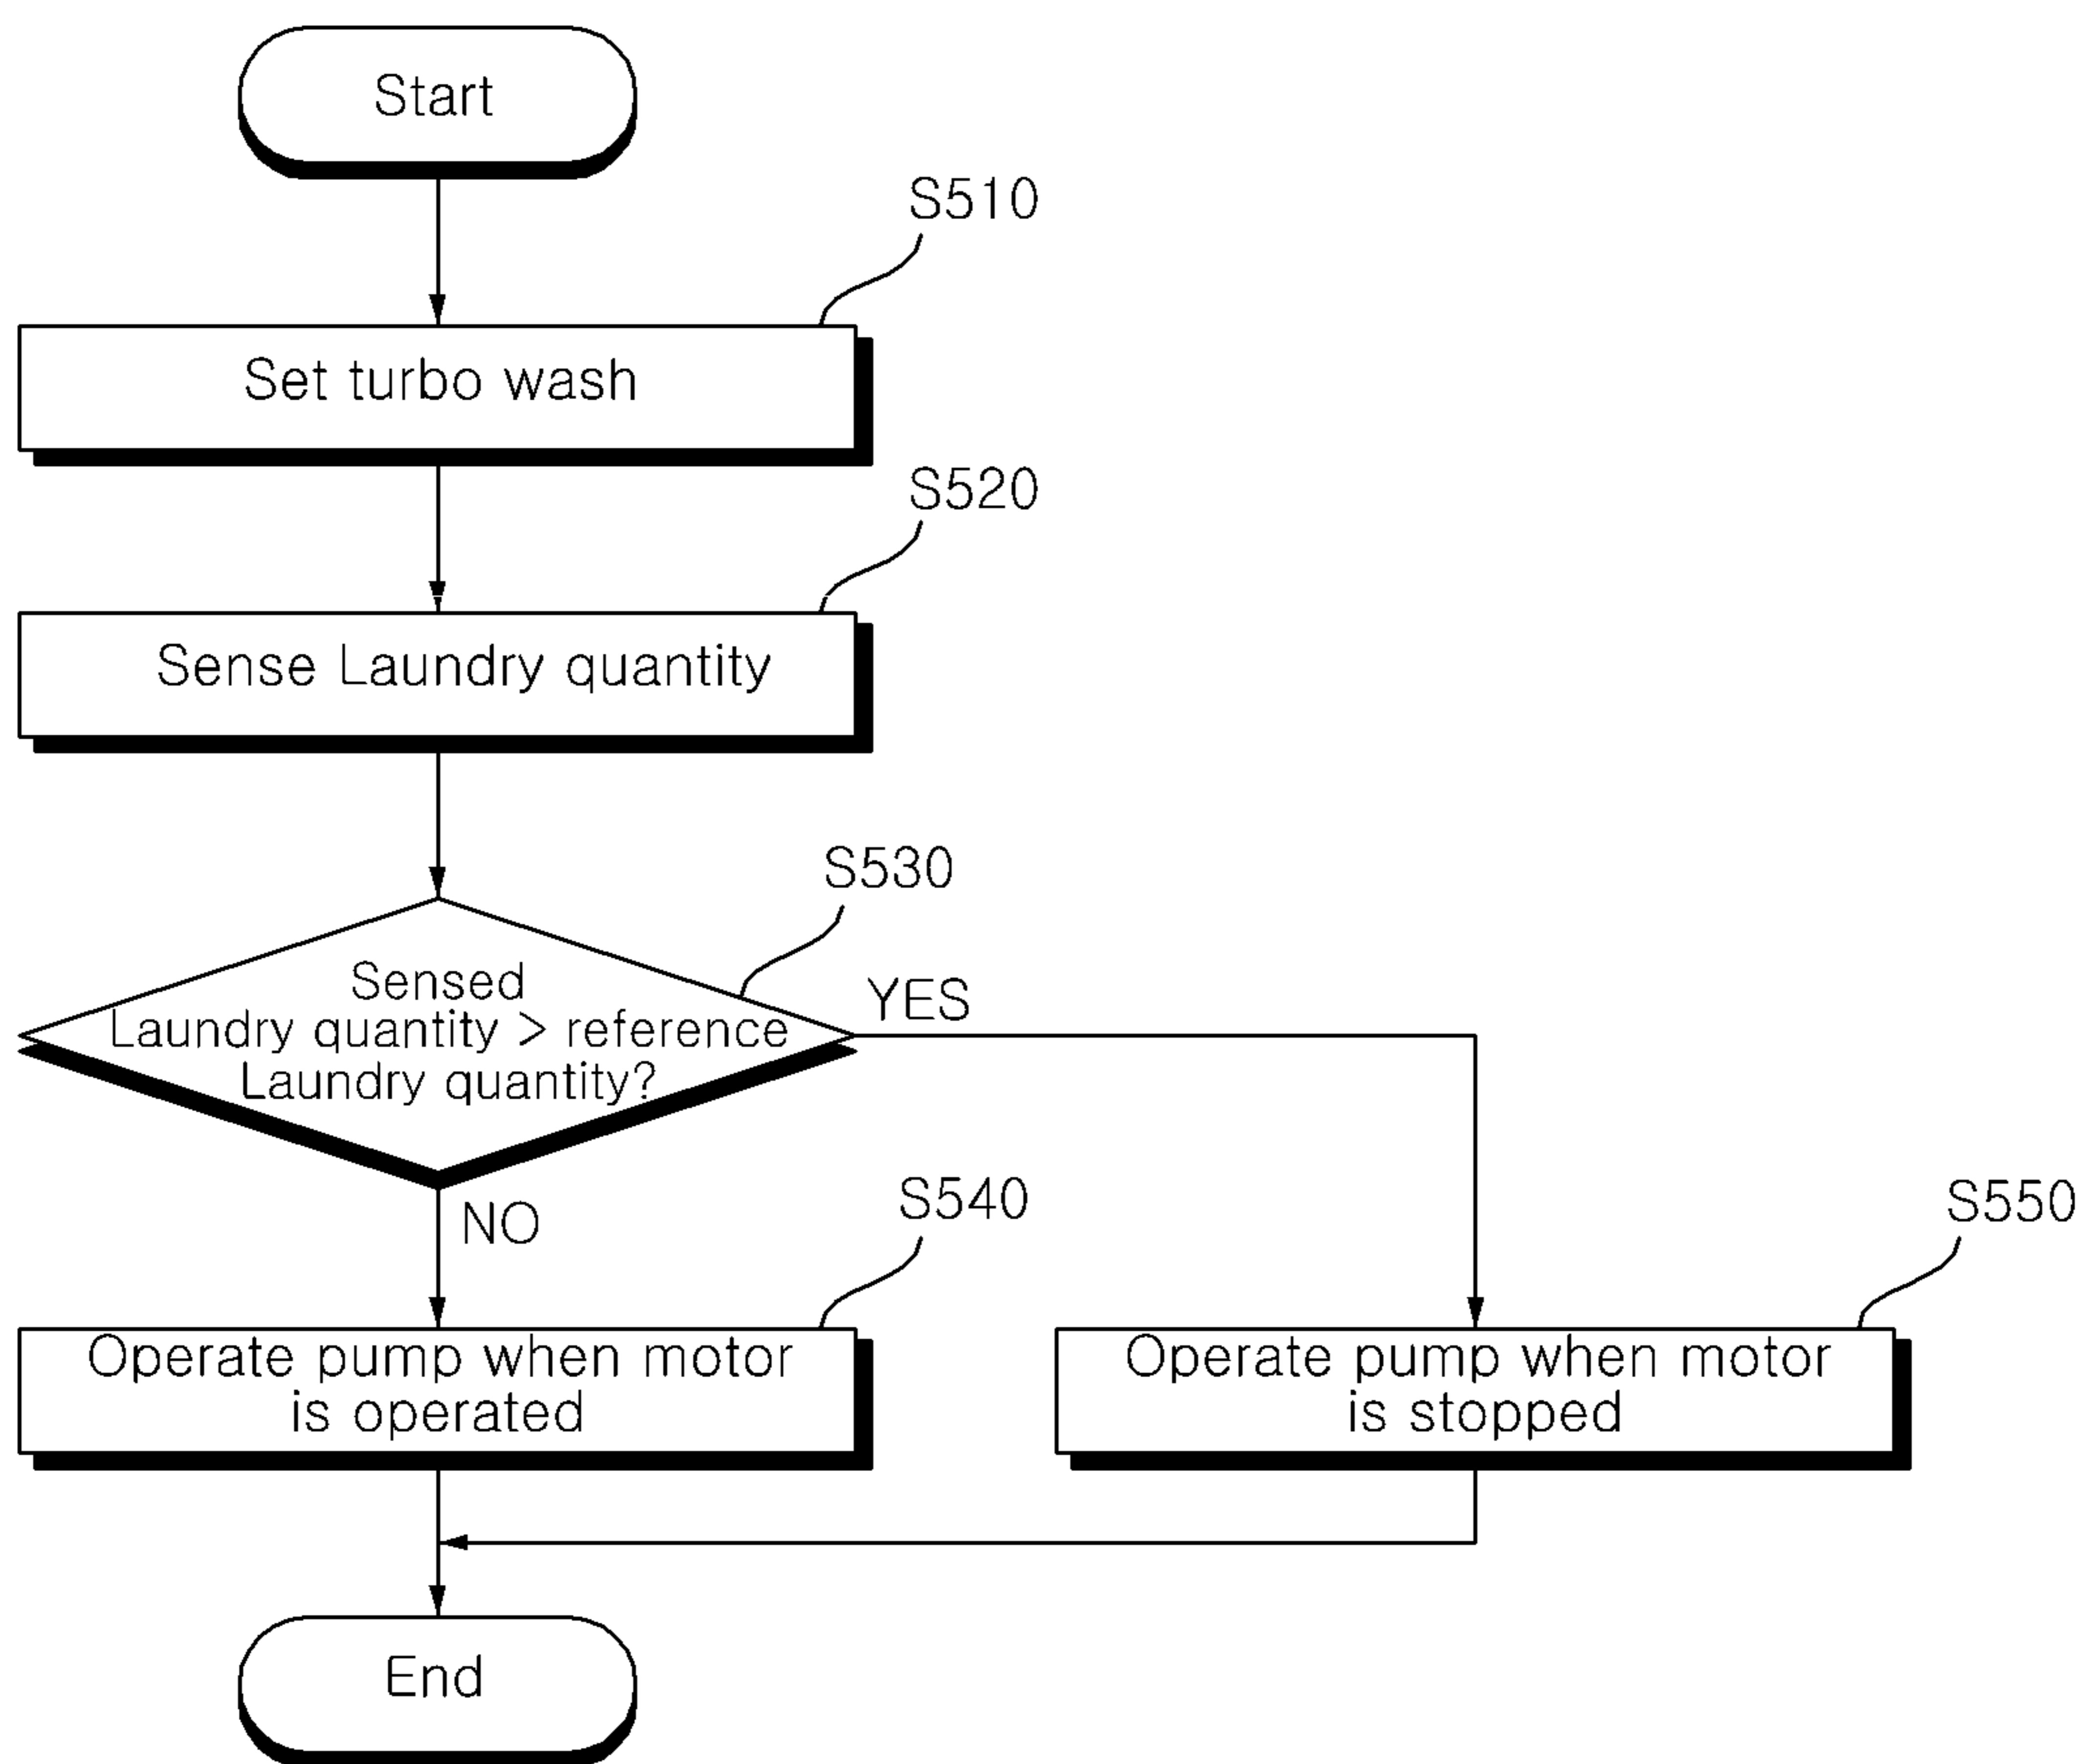 Start
S510
Set turbo wash
S520
Sense Laundry quantity
S530
Sensed
Laundry quantity > reference
Laundry quantity?
YES
NO
S540
S550
Operate pump when motor
is operated
Operate pump when motor
is stopped
End